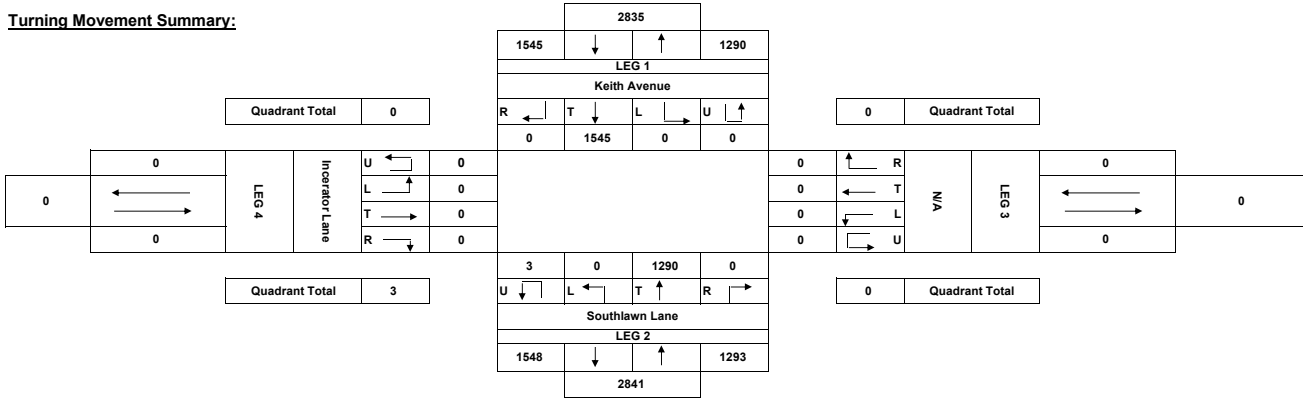 Turning Movement Summary:
2835
1545 1290
LEG 1
Keith Avenue
Quadrant Total 0
R T L U
0 Quadrant Total
0 1545 0 0
0
0
0
LEG 4
Incerator Lane
U 0
L 0
T 0
R 0
0 R
0 T
0 L
0 U
N/A
LEG 3
0
0
0
3 0 1290 0
Quadrant Total 3
U L T R
0 Quadrant Total
Southlawn Lane
LEG 2
1548 1293
2841